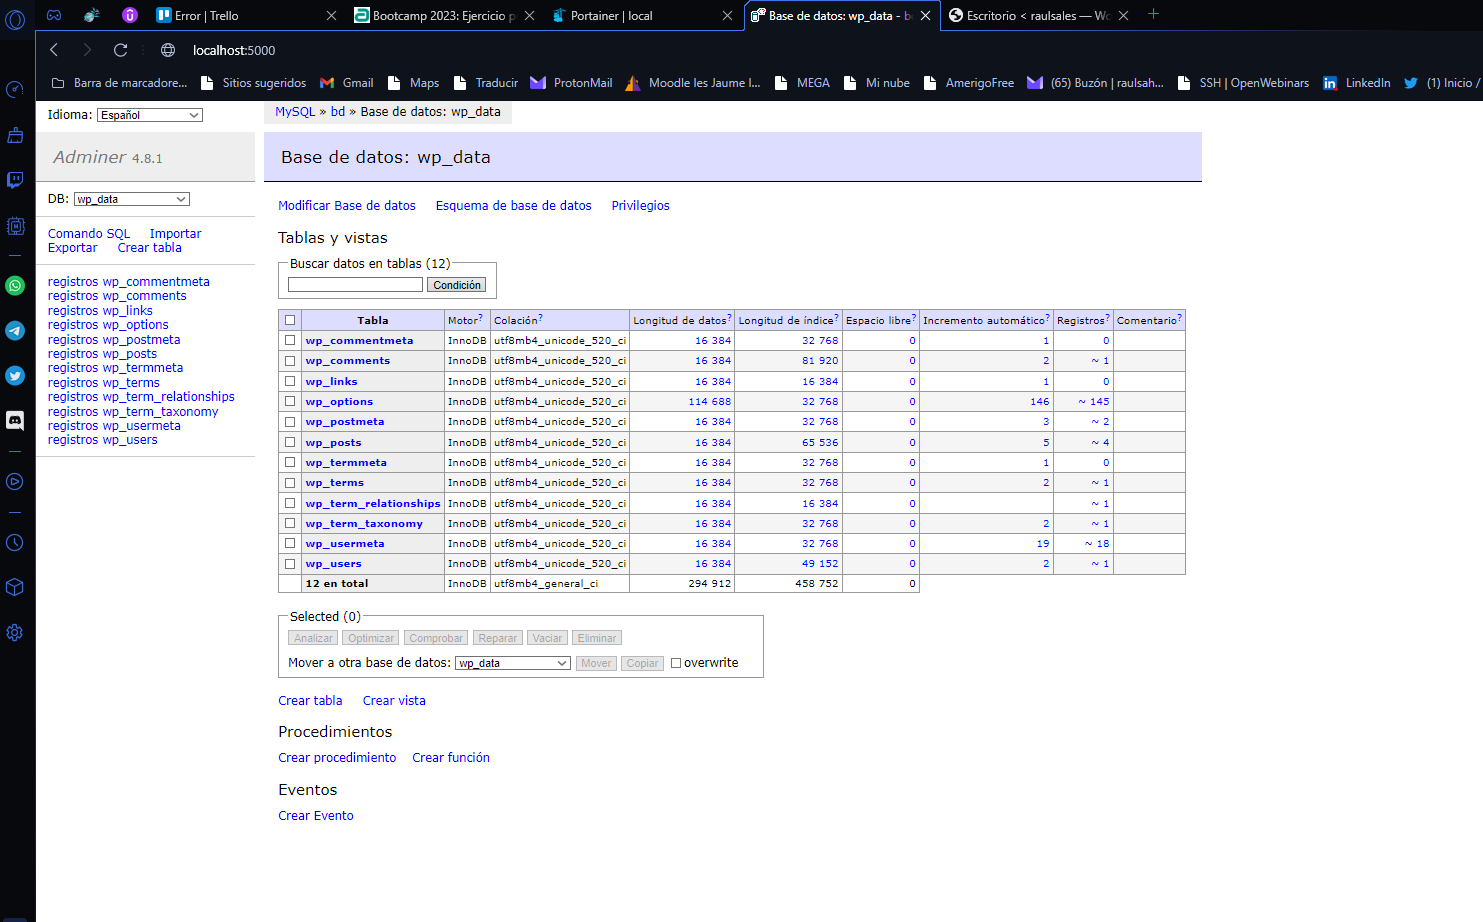 Error | Trello
Bootcamp 2023: Ejercicio p
Portainer | local
Base de datos: wp_data - b
Escritorio < raulsales — Wo
localhost:5000
Barra de marcadore...
Sitios sugeridos
Gmail
Maps
Traducir
ProtonMail
Moodle Ies Jaume I...
MEGA
Mi nube
AmerigoFree
(65) Buzón | raulsah...
SSH | OpenWebinars
LinkedIn
(1) Inicio /
Idioma: Español
MySQL » bd » Base de datos: wp_data
Adminer 4.8.1
Base de datos: wp_data
DB: wp_data
Comando SQL Importar
Exportar Crear tabla
registros wp_commentmeta
registros wp_comments
registros wp_links
registros wp_options
registros wp_postmeta
registros wp_posts
registros wp_termmeta
registros wp_terms
registros wp_term_relationships
registros wp_term_taxonomy
registros wp_usermeta
registros wp_users
Modificar Base de datos Esquema de base de datos Privilegios
Tablas y vistas
Buscar datos en tablas (12)
Condición
Tabla Motor? Colación? Longitud de datos? Longitud de índice? Espacio libre? Incremento automático? Registros? Comentario?
wp_commentmeta InnoDB utf8mb4_unicode_520_ci 16 384 32 768 0 1 0
wp_comments InnoDB utf8mb4_unicode_520_ci 16 384 81 920 0 2 ~ 1
wp_links InnoDB utf8mb4_unicode_520_ci 16 384 16 384 0 1 0
wp_options InnoDB utf8mb4_unicode_520_ci 114 688 32 768 0 146 ~ 145
wp_postmeta InnoDB utf8mb4_unicode_520_ci 16 384 32 768 0 3 ~ 2
wp_posts InnoDB utf8mb4_unicode_520_ci 16 384 65 536 0 5 ~ 4
wp_termmeta InnoDB utf8mb4_unicode_520_ci 16 384 32 768 0 1 0
wp_terms InnoDB utf8mb4_unicode_520_ci 16 384 32 768 0 2 ~ 1
wp_term_relationships InnoDB utf8mb4_unicode_520_ci 16 384 16 384 0 ~ 1
wp_term_taxonomy InnoDB utf8mb4_unicode_520_ci 16 384 32 768 0 2 ~ 1
wp_usermeta InnoDB utf8mb4_unicode_520_ci 16 384 32 768 0 19 ~ 18
wp_users InnoDB utf8mb4_unicode_520_ci 16 384 49 152 0 2 ~ 1
12 en total InnoDB utf8mb4_general_ci 294 912 458 752 0
Selected (0)
Analizar Optimizar Comprobar Reparar Vaciar Eliminar
Mover a otra base de datos: wp_data Mover Copiar overwrite
Crear tabla Crear vista
Procedimientos
Crear procedimiento Crear función
Eventos
Crear Evento